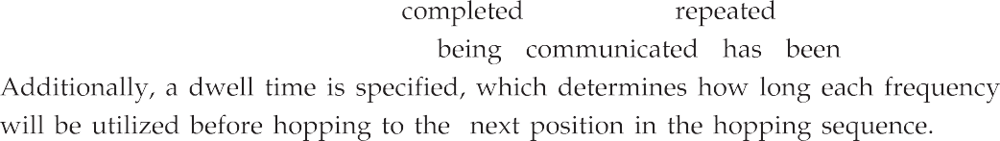 completed repeated
being communicated has been
Additionally, a dwell time is specified, which determines how long each frequency
will be utilized before hopping to the next position in the hopping sequence.